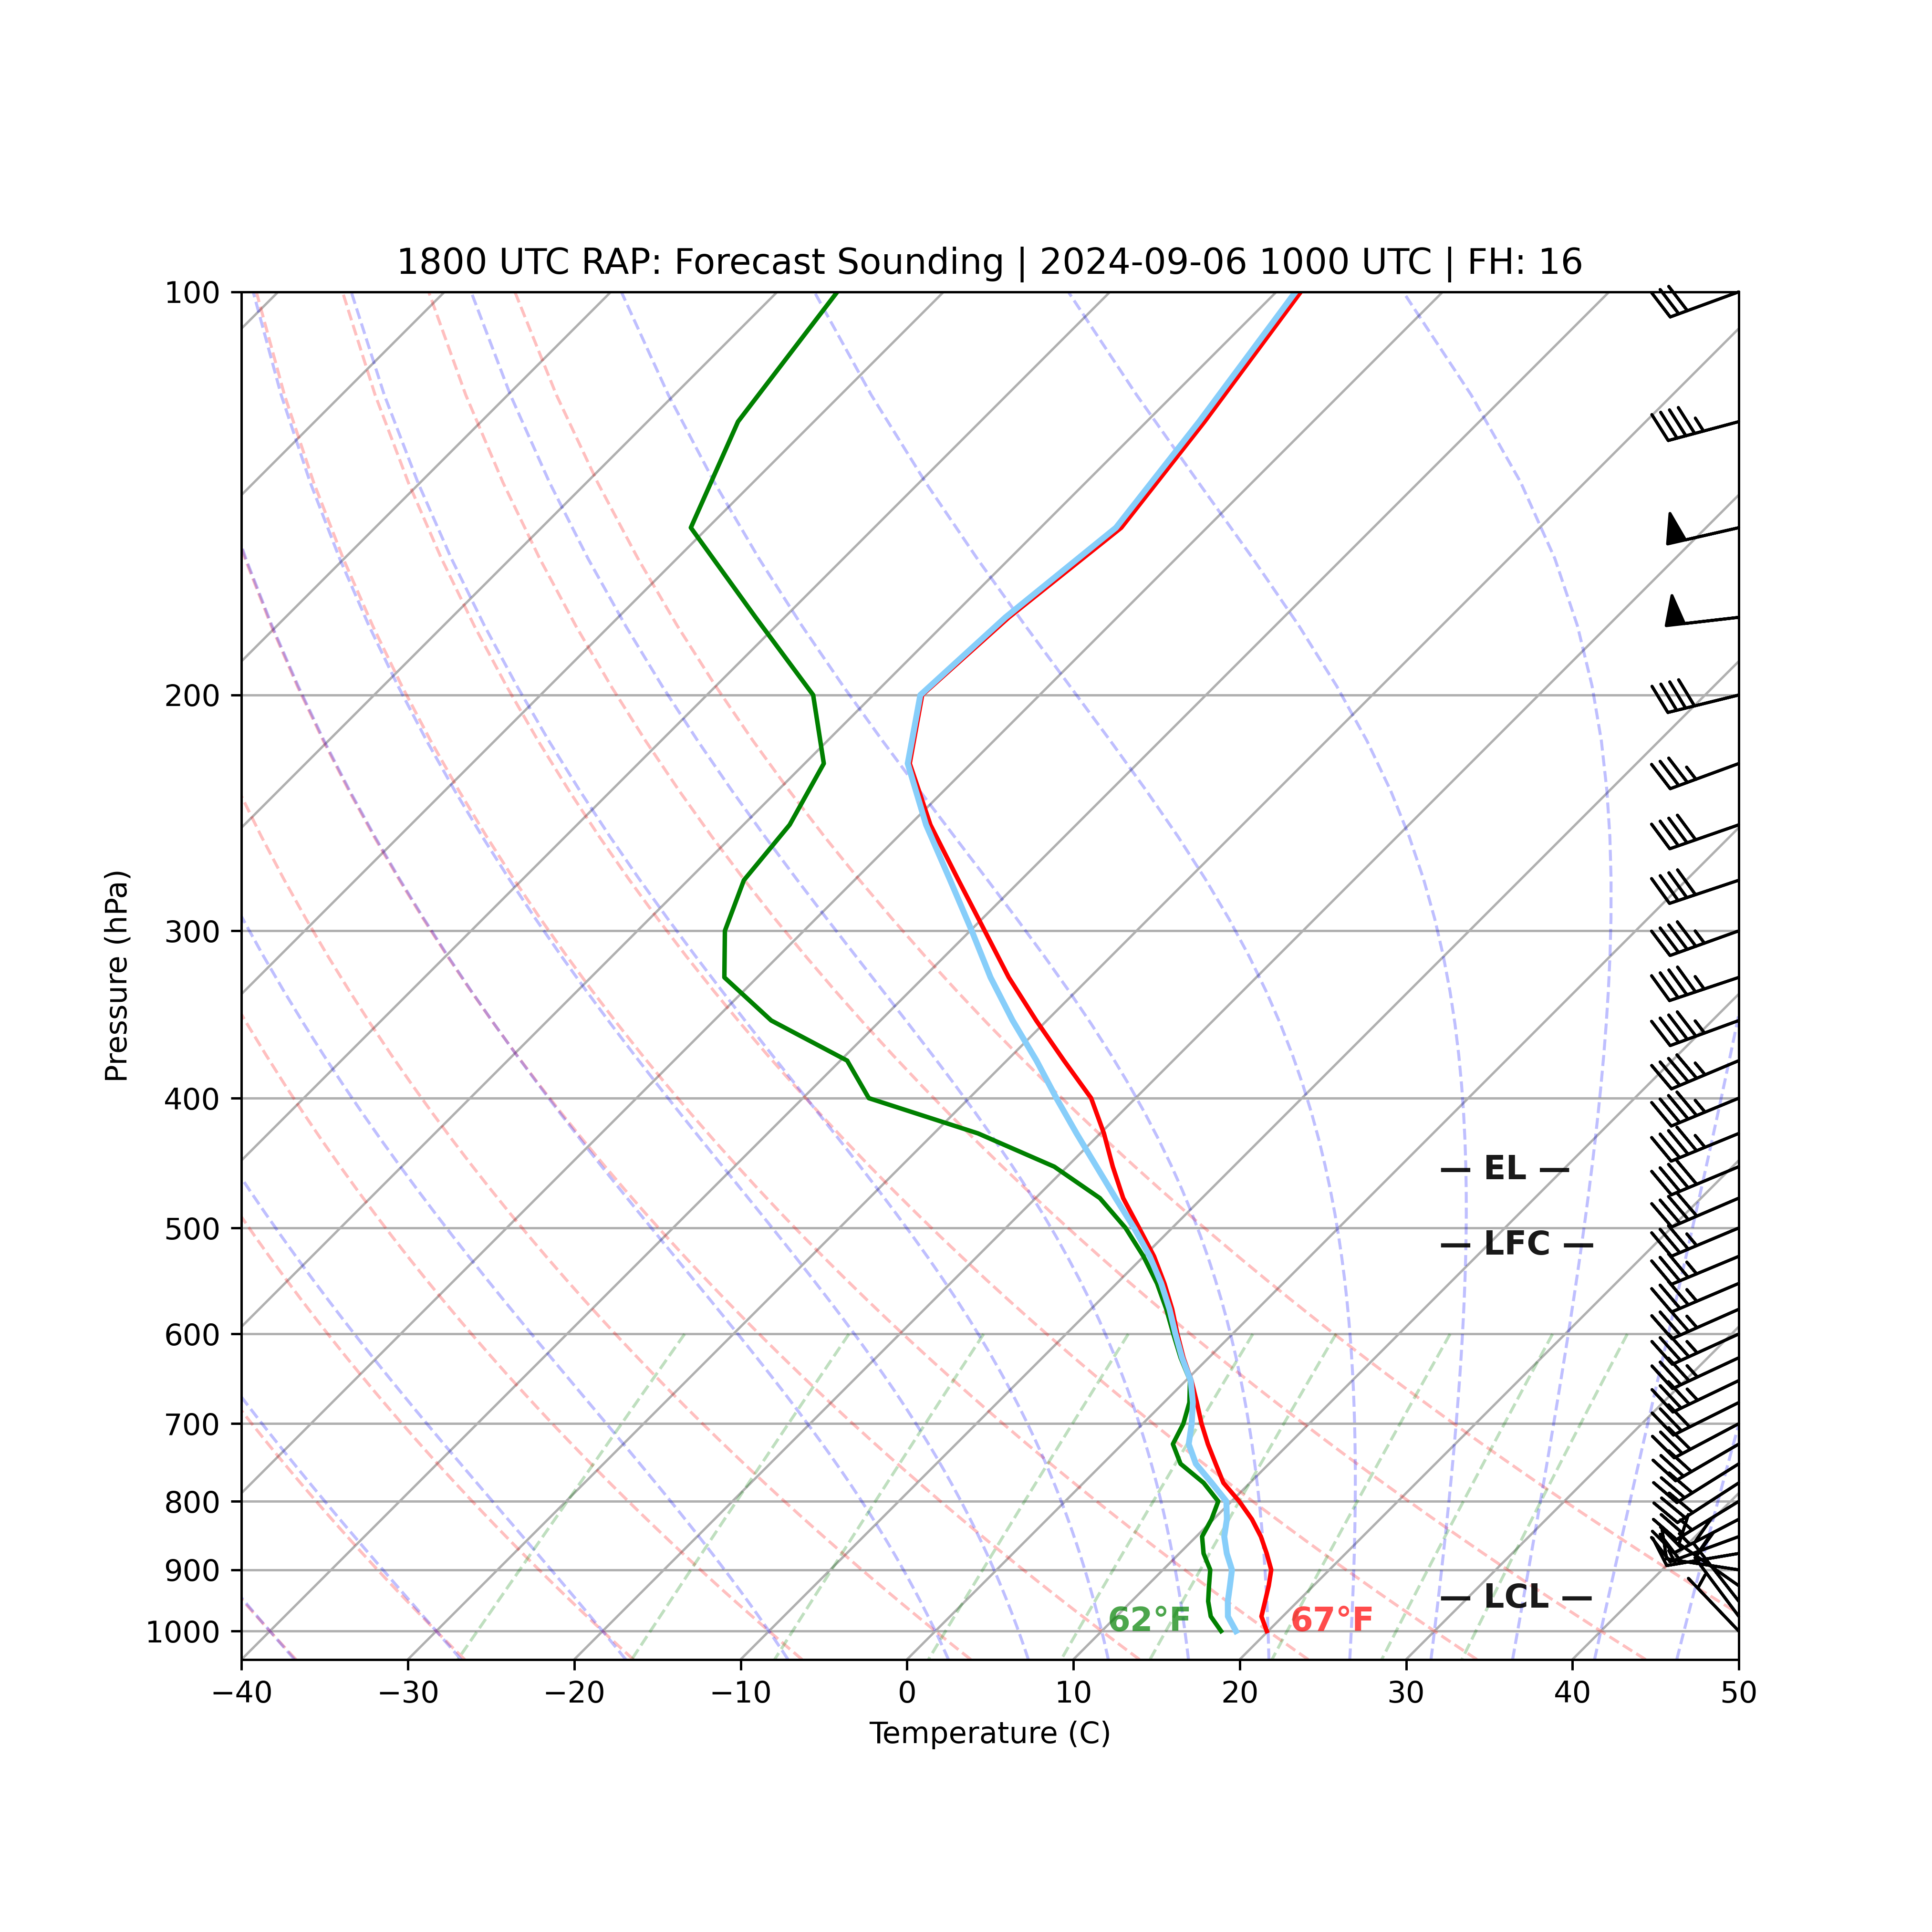 1800 UTC RAP: Forecast Sounding | 2024-09-06 1000 UTC | FH: 16
100
200
300
400
500
600
700
800
900
1000
Pressure (hPa)
— EL —
— LFC —
— LCL —
62°F
67°F
−40 −30 −20 −10 0 10 20 30 40 50
Temperature (C)